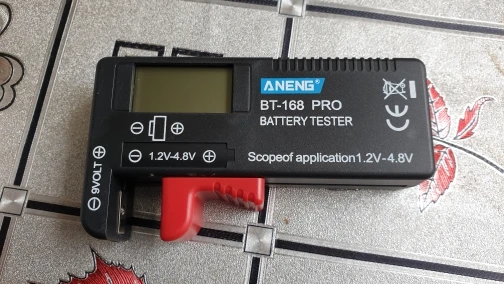 ANENG®
BT-168 PRO
BATTERY TESTER
⊖ ⊕
⊖ 1.2V-4.8V ⊕
Scopeof application1.2V-4.8V
⊖ 9VOLT ⊕
CE